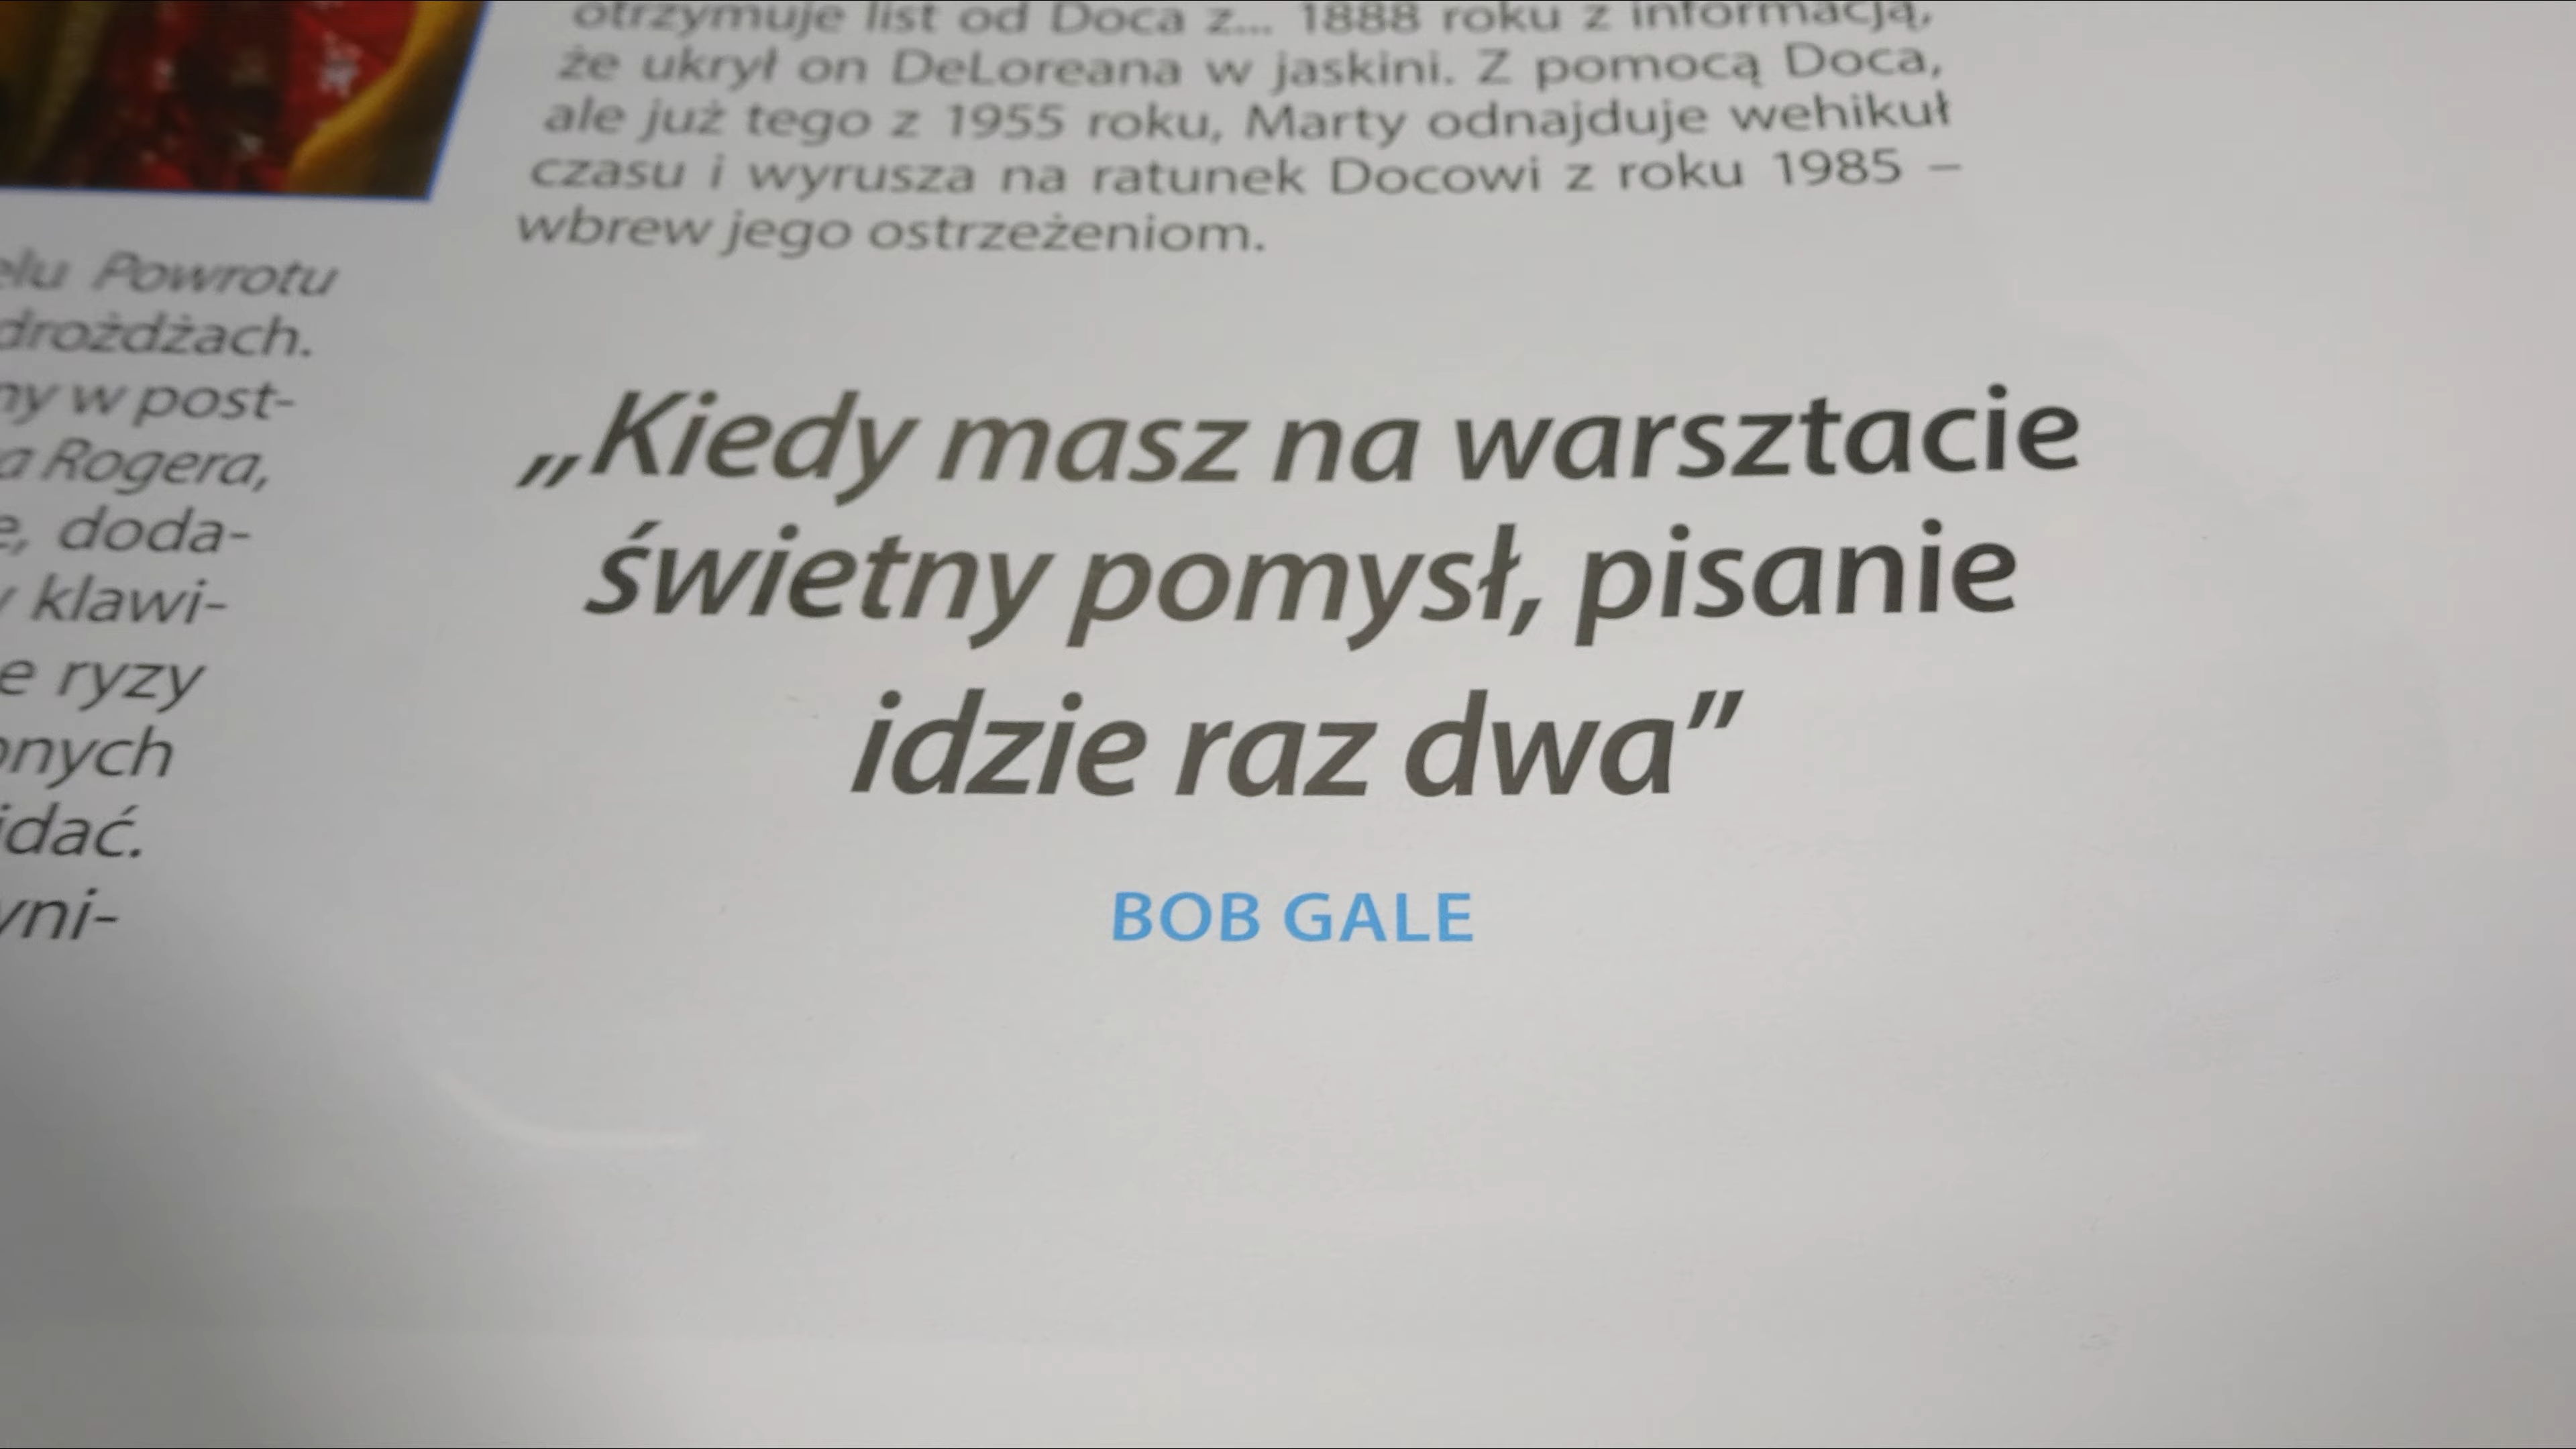 otrzymuje list od Doca z... 1888 roku z informacją,
że ukrył on DeLoreana w jaskini. Z pomocą Doca,
ale już tego z 1955 roku, Marty odnajduje wehikuł
czasu i wyrusza na ratunek Docowi z roku 1985 –
wbrew jego ostrzeżeniom.
Powrotu
drożdżach.
w post-
Rogera,
doda-
klawi-
ryzy
„Kiedy masz na warsztacie
świetny pomysł, pisanie
idzie raz dwa”
BOB GALE